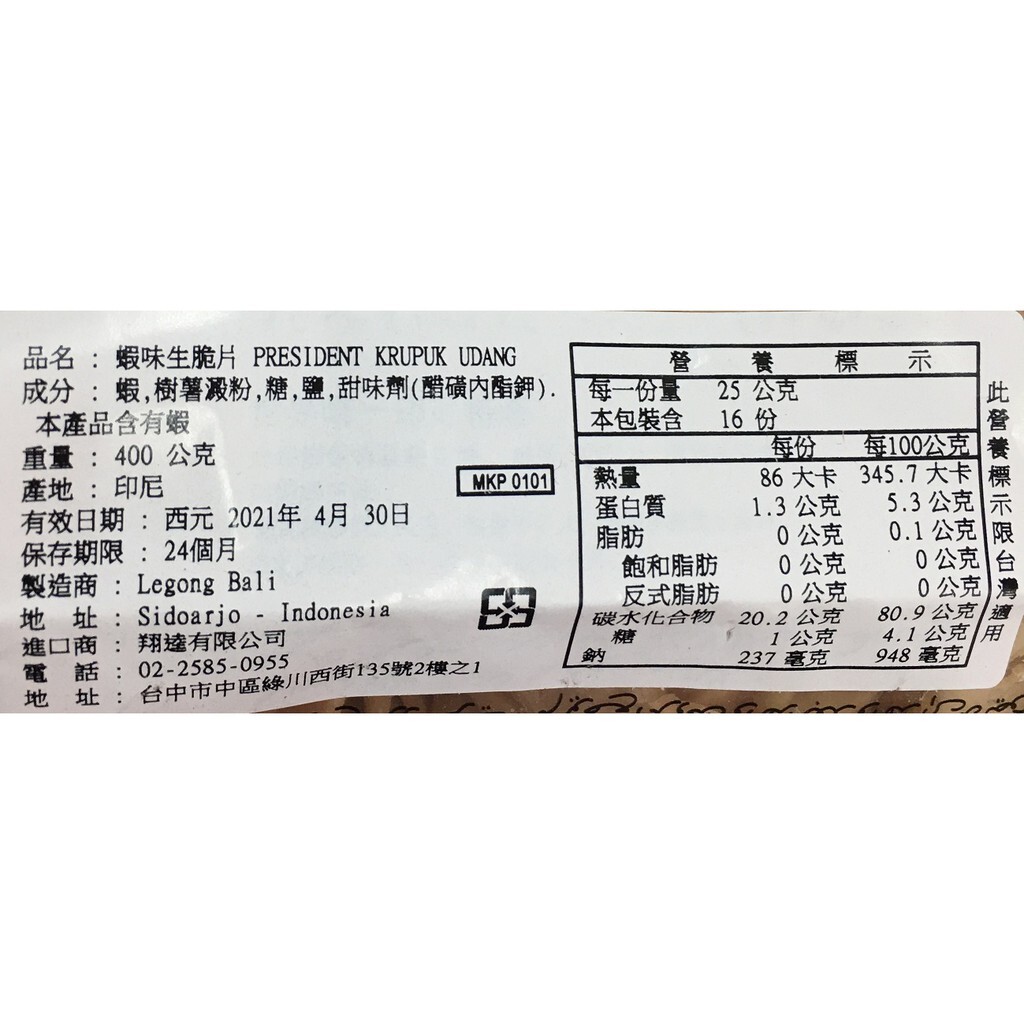 品名 : 蝦味生脆片 PRESIDENT KRUPUK UDANG
成分 : 蝦,樹薯澱粉,糖,鹽,甜味劑(醋磺內酯鉀).
本產品含有蝦
重量 : 400 公克
產地 : 印尼
MKP 0101
有效日期 : 西元 2021年 4月 30日
保存期限 : 24個月
製造商 : Legong Bali
地 址 : Sidoarjo - Indonesia
進口商 : 翔達有限公司
電 話 : 02-2585-0955
地 址 : 台中市中區綠川西街135號2樓之1
營 養 標 示
每一份量 25 公克
本包裝含 16 份
每份 每100公克
熱量 86 大卡 345.7 大卡
蛋白質 1.3 公克 5.3 公克
脂肪 0 公克 0.1 公克
飽和脂肪 0 公克 0 公克
反式脂肪 0 公克 0 公克
碳水化合物 20.2 公克 80.9 公克
糖 1 公克 4.1 公克
鈉 237 毫克 948 毫克
此營養標示限台灣適用